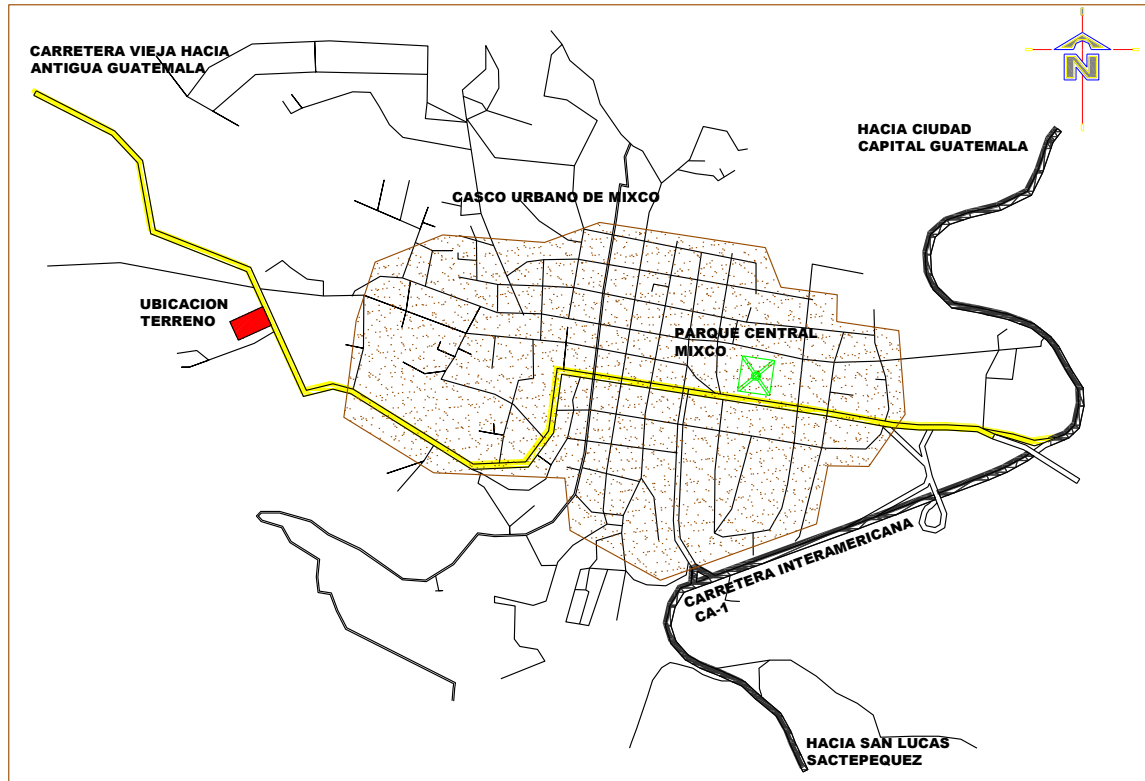 CARRETERA VIEJA HACIA
ANTIGUA GUATEMALA
N
HACIA CIUDAD
CAPITAL GUATEMALA
CASCO URBANO DE MIXCO
UBICACION
TERRENO
PARQUE CENTRAL
MIXCO
CARRETERA INTERAMERICANA
CA-1
HACIA SAN LUCAS
SACTEPEQUEZ